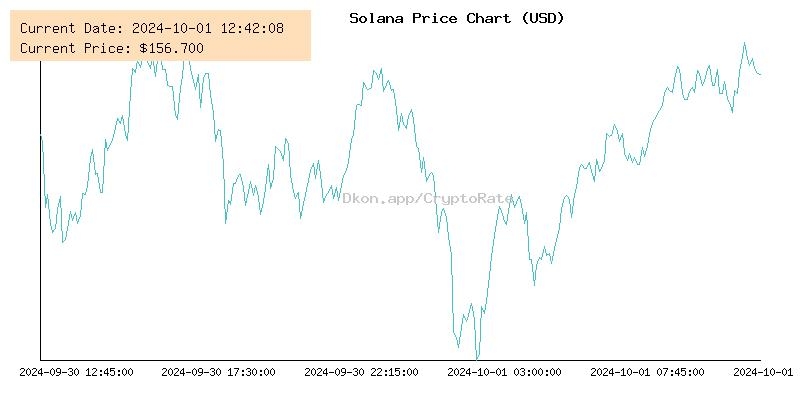 Solana Price Chart (USD)
Current Date: 2024-10-01 12:42:08
Current Price: $156.700
Dkon.app/CryptoRate
2024-09-30 12:45:00 2024-09-30 17:30:00 2024-09-30 22:15:00 2024-10-01 03:00:00 2024-10-01 07:45:00 2024-10-01